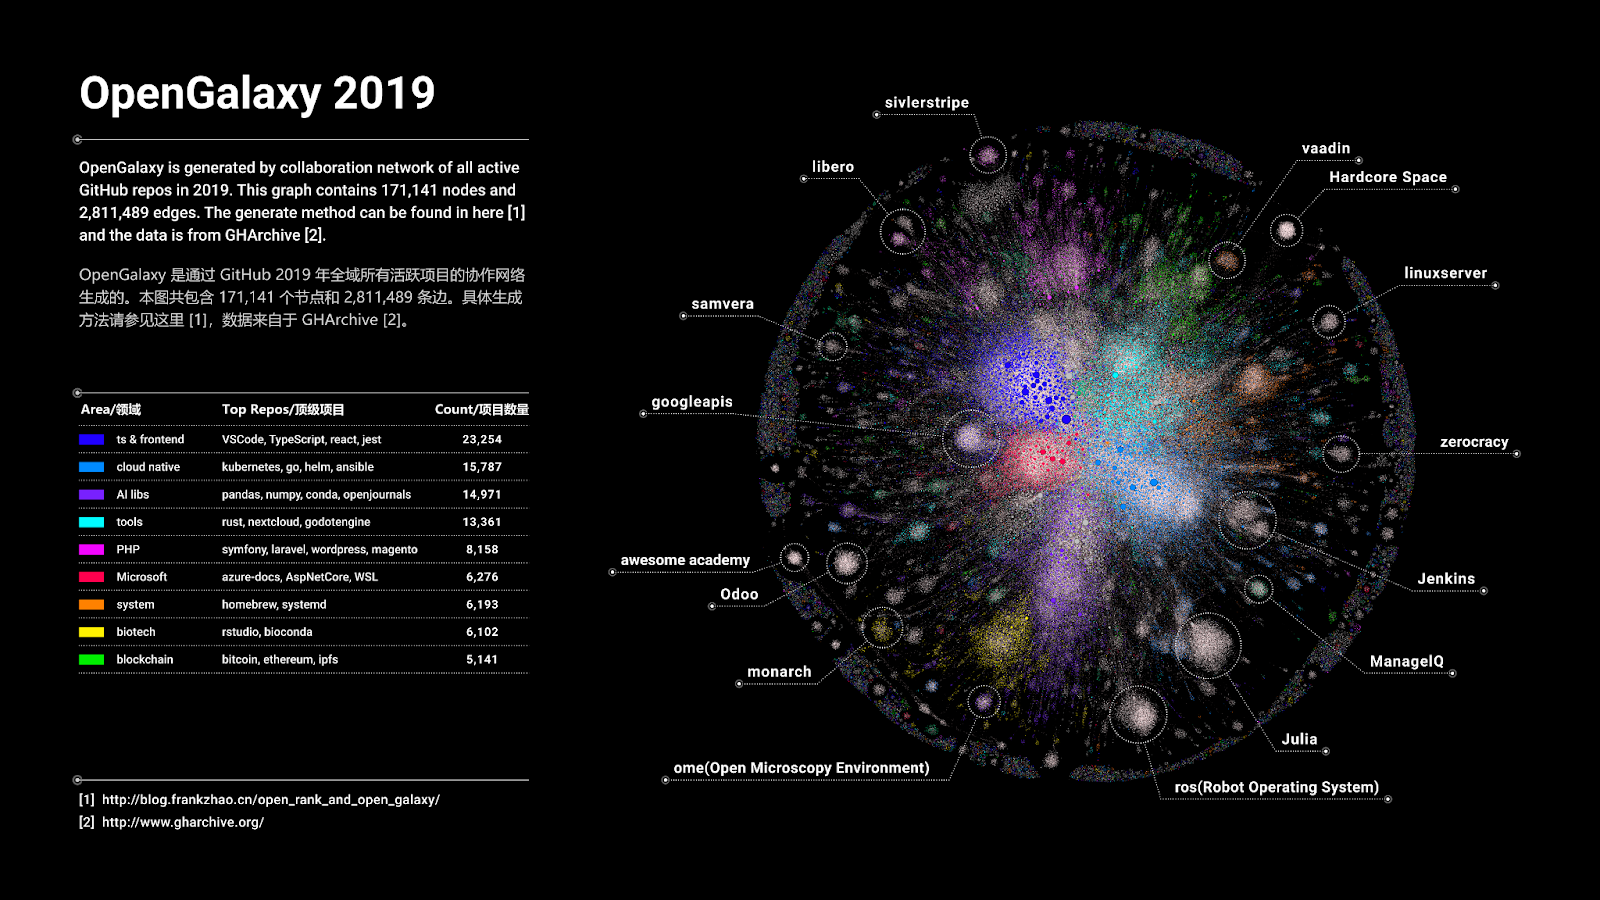 OpenGalaxy 2019
OpenGalaxy is generated by collaboration network of all active
GitHub repos in 2019. This graph contains 171,141 nodes and
2,811,489 edges. The generate method can be found in here [1]
and the data is from GHArchive [2].
OpenGalaxy 是通过 GitHub 2019 年全域所有活跃项目的协作网络
生成的。本图共包含 171,141 个节点和 2,811,489 条边。具体生成
方法请参见这里 [1]，数据来自于 GHArchive [2]。
Area/领域 Top Repos/顶级项目 Count/项目数量
ts & frontend VSCode, TypeScript, react, jest 23,254
cloud native kubernetes, go, helm, ansible 15,787
AI libs pandas, numpy, conda, openjournals 14,971
tools rust, nextcloud, godotengine 13,361
PHP symfony, laravel, wordpress, magento 8,158
Microsoft azure-docs, AspNetCore, WSL 6,276
system homebrew, systemd 6,193
biotech rstudio, bioconda 6,102
blockchain bitcoin, ethereum, ipfs 5,141
[1] http://blog.frankzhao.cn/open_rank_and_open_galaxy/
[2] http://www.gharchive.org/
sivlerstripe
libero
samvera
googleapis
awesome academy
Odoo
monarch
ome(Open Microscopy Environment)
vaadin
Hardcore Space
linuxserver
zerocracy
Jenkins
ManageIQ
Julia
ros(Robot Operating System)